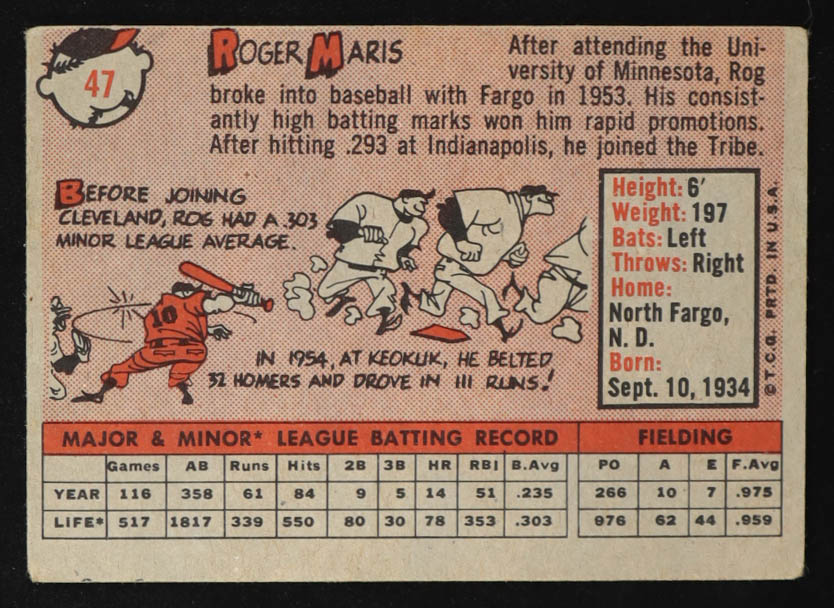 47
ROGER MARIS
After attending the Uni-
versity of Minnesota, Rog
broke into baseball with Fargo in 1953. His consist-
antly high batting marks won him rapid promotions.
After hitting .293 at Indianapolis, he joined the Tribe.
BEFORE JOINING
CLEVELAND, ROG HAD A .303
MINOR LEAGUE AVERAGE.
10
IN 1954, AT KEOKUK, HE BELTED
32 HOMERS AND DROVE IN 111 RUNS!
Height: 6'
Weight: 197
Bats: Left
Throws: Right
Home:
North Fargo,
N. D.
Born:
Sept. 10, 1934
© T.C.G. PRTD. IN U.S.A.
MAJOR & MINOR* LEAGUE BATTING RECORD FIELDING
Games AB Runs Hits 2B 3B HR RBI B.Avg PO A E F.Avg
YEAR 116 358 61 84 9 5 14 51 .235 266 10 7 .975
LIFE* 517 1817 339 550 80 30 78 353 .303 976 62 44 .959